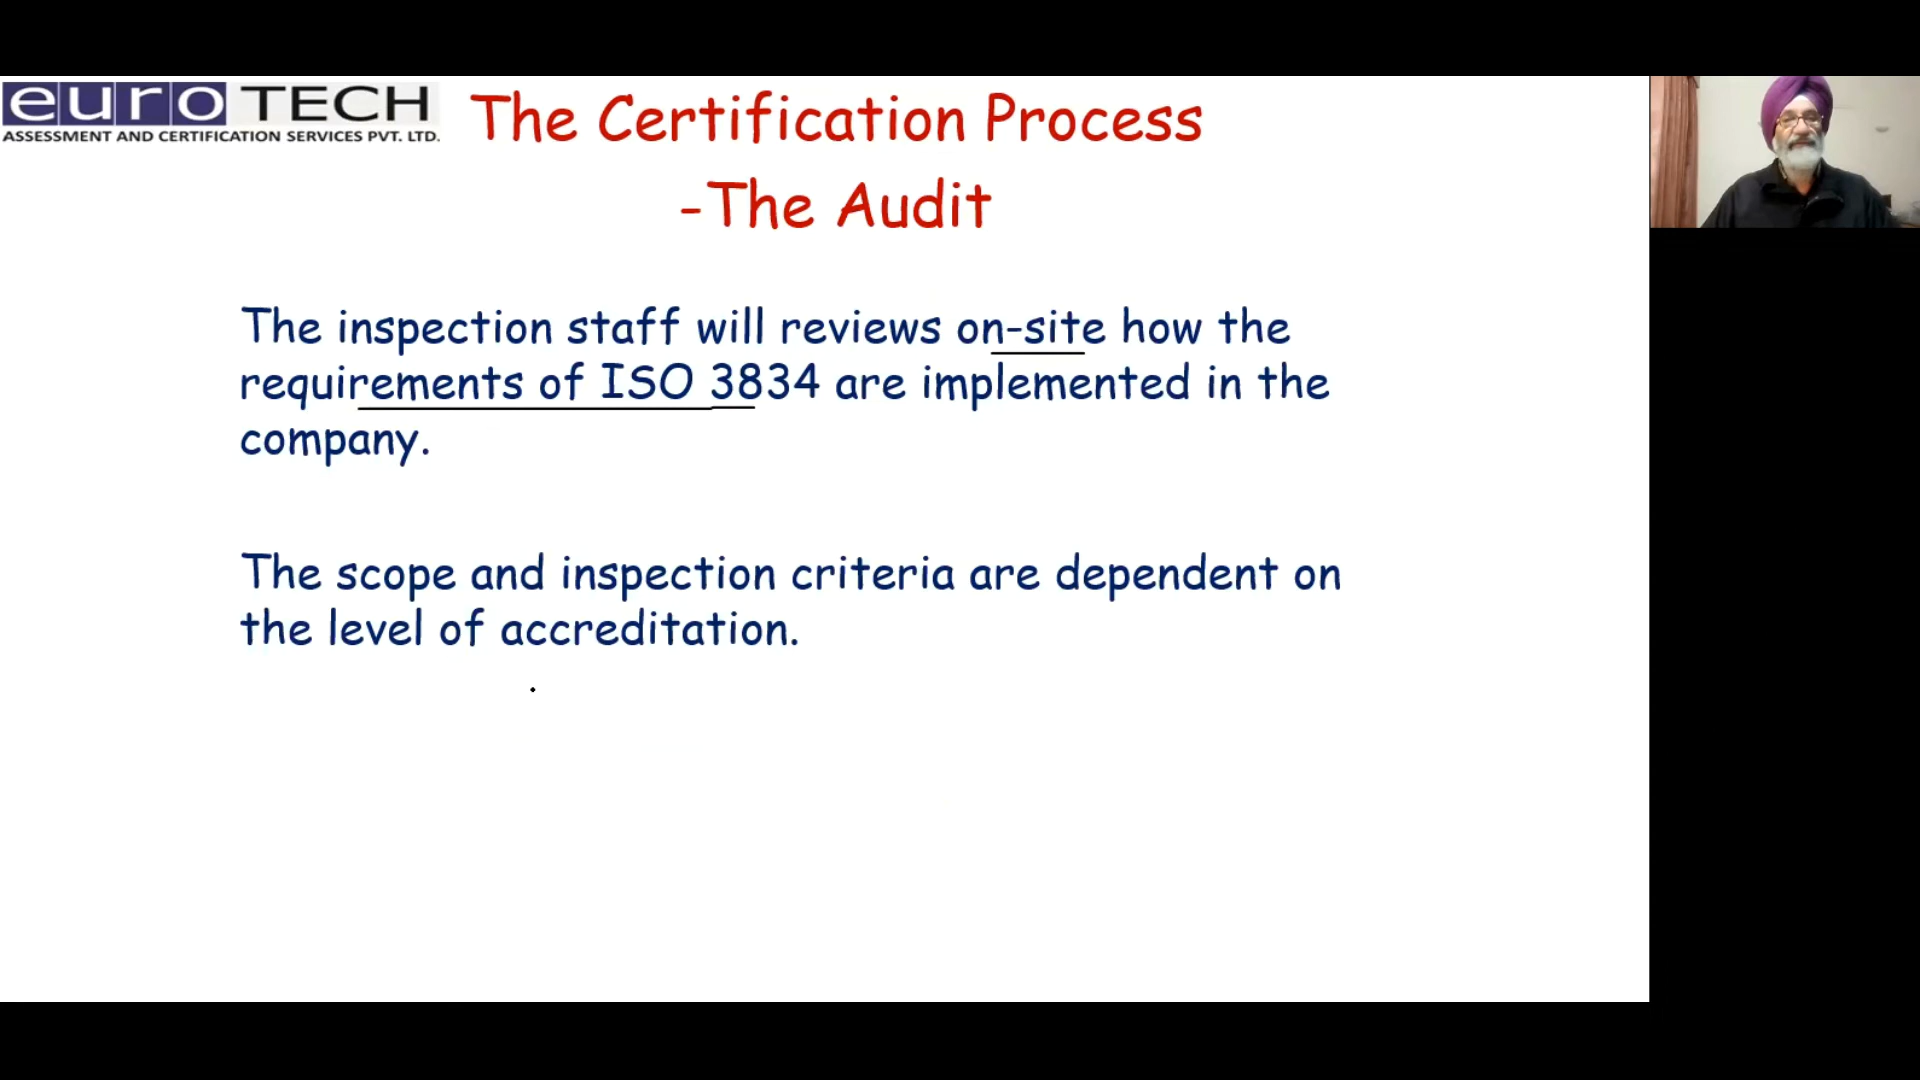 euro TECH
ASSESSMENT AND CERTIFICATION SERVICES PVT. LTD.
The Certification Process
-The Audit
The inspection staff will reviews on-site how the
requirements of ISO 3834 are implemented in the
company.
The scope and inspection criteria are dependent on
the level of accreditation.